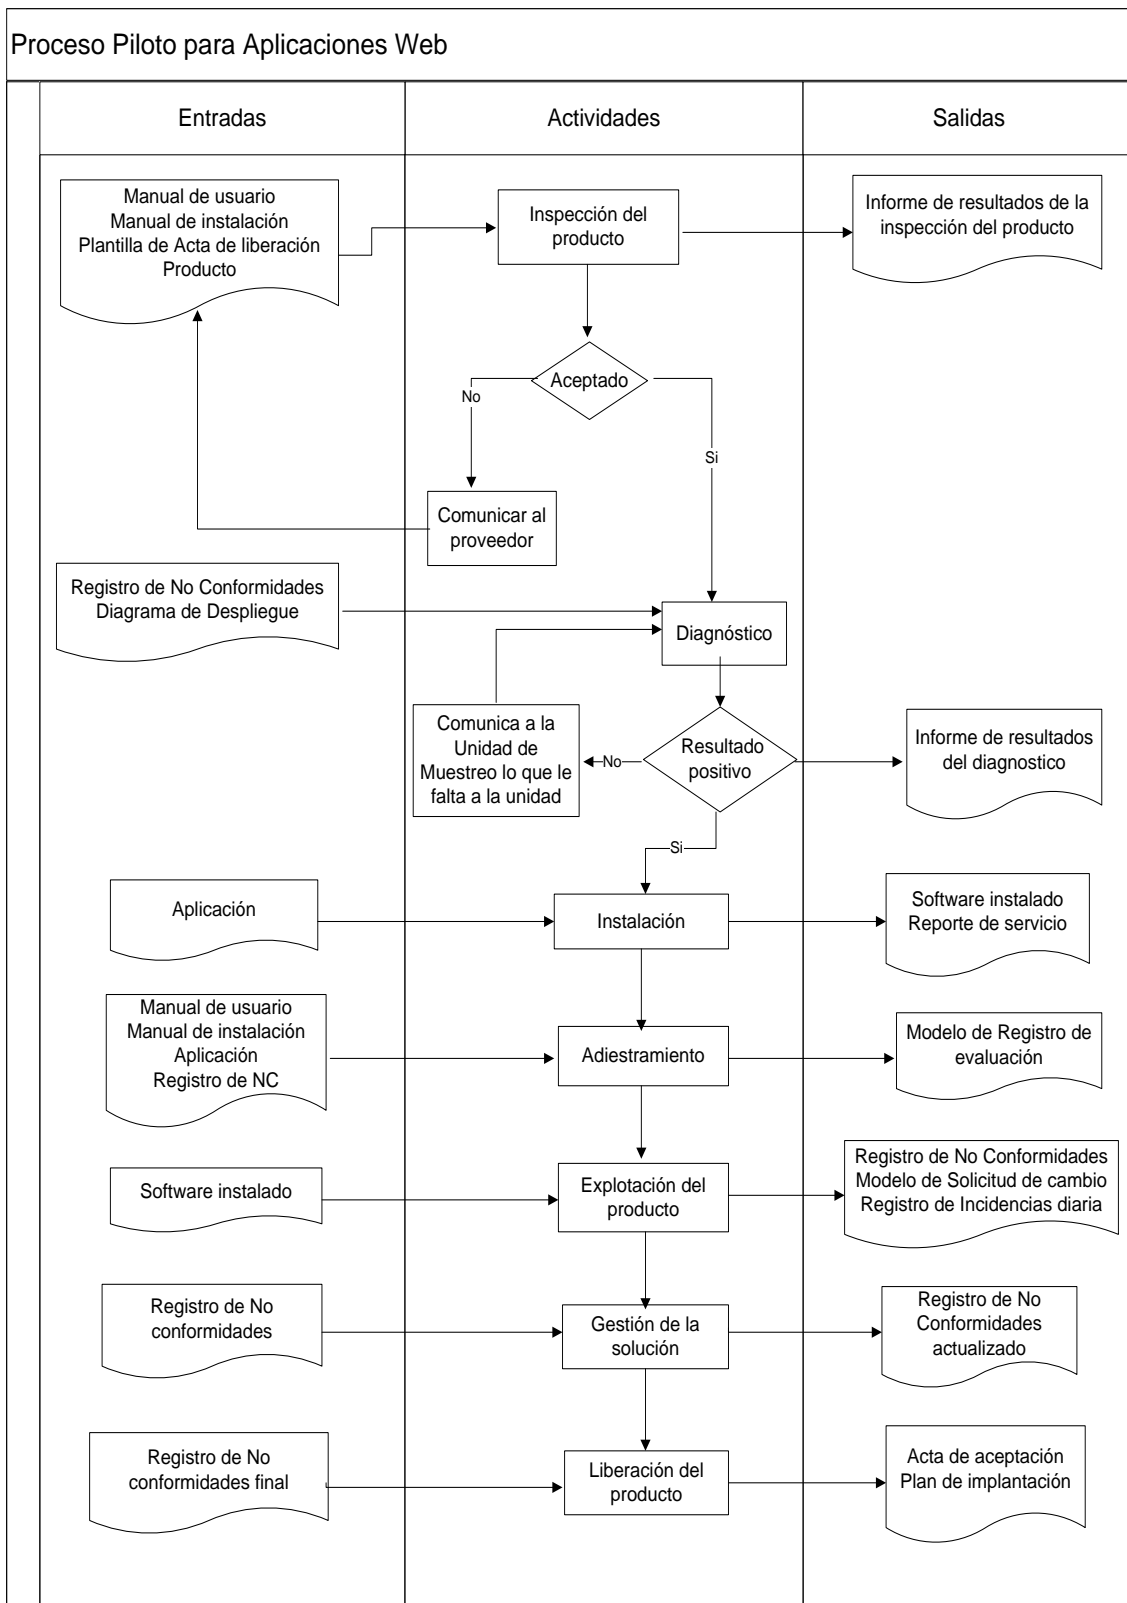 Proceso Piloto para Aplicaciones Web
Entradas
Actividades
Salidas
Manual de usuario
Manual de instalación
Plantilla de Acta de liberación
Producto
Inspección del
producto
Informe de resultados de la
inspección del producto
Aceptado
No
Si
Comunicar al
proveedor
Registro de No Conformidades
Diagrama de Despliegue
Diagnóstico
Comunica a la
Unidad de
Muestreo lo que le
falta a la unidad
No
Resultado
positivo
Informe de resultados
del diagnostico
Si
Aplicación
Instalación
Software instalado
Reporte de servicio
Manual de usuario
Manual de instalación
Aplicación
Registro de NC
Adiestramiento
Modelo de Registro de
evaluación
Software instalado
Explotación del
producto
Registro de No Conformidades
Modelo de Solicitud de cambio
Registro de Incidencias diaria
Registro de No
conformidades
Gestión de la
solución
Registro de No
Conformidades
actualizado
Registro de No
conformidades final
Liberación del
producto
Acta de aceptación
Plan de implantación